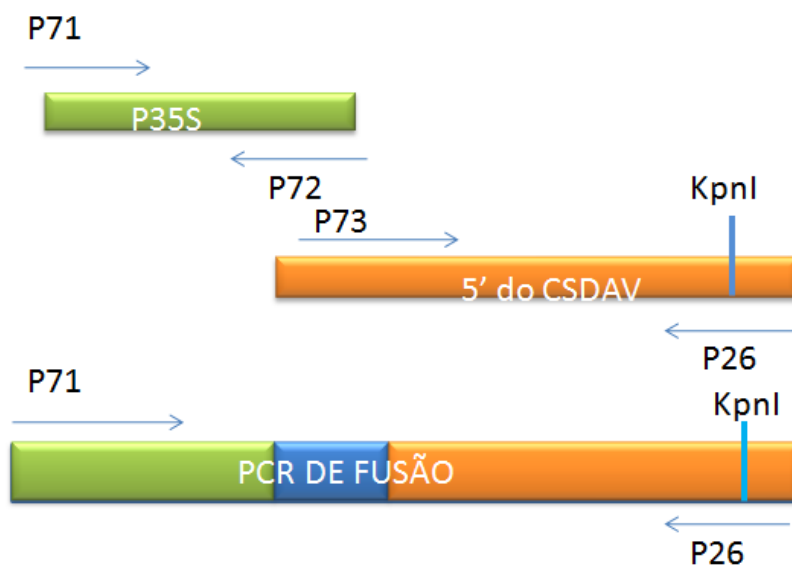 P71
P35S
P72
KpnI
P73
5' do CSDAV
P26
P71
KpnI
PCR DE FUSÃO
P26